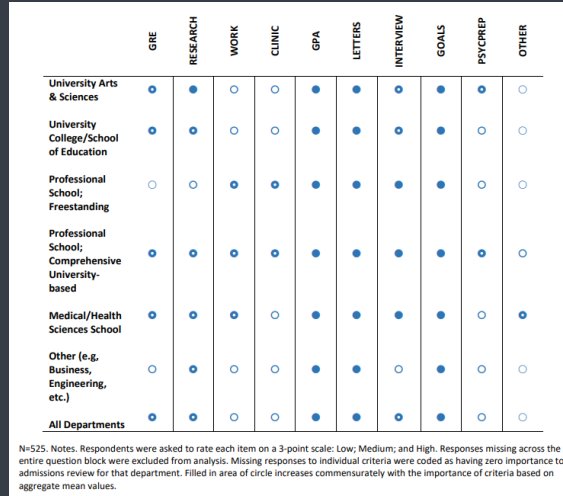 GRE RESEARCH WORK CLINIC GPA LETTERS INTERVIEW GOALS PSYCPREP OTHER
University Arts
& Sciences
University
College/School
of Education
Professional
School;
Freestanding
Professional
School;
Comprehensive
University-
based
Medical/Health
Sciences School
Other (e.g,
Business,
Engineering,
etc.)
All Departments
N=525. Notes. Respondents were asked to rate each item on a 3-point scale: Low; Medium; and High. Responses missing across the
entire question block were excluded from analysis. Missing responses to individual criteria were coded as having zero importance to
admissions review for that department. Filled in area of circle increases commensurately with the importance of criteria based on
aggregate mean values.